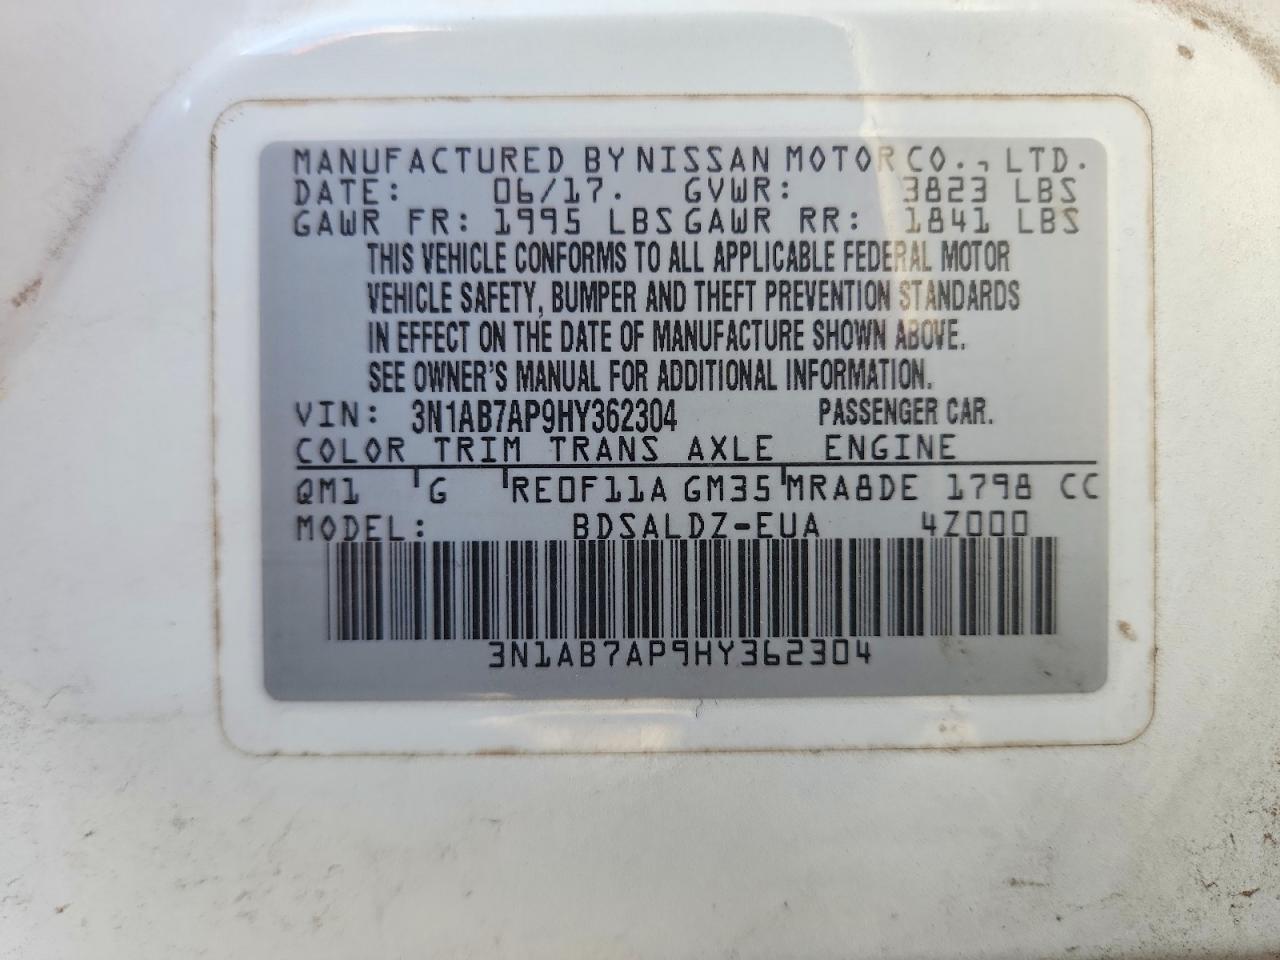 MANUFACTURED BY NISSAN MOTOR CO., LTD.
DATE: 06/17. GVWR: 3823 LBS
GAWR FR: 1995 LBS GAWR RR: 1841 LBS
THIS VEHICLE CONFORMS TO ALL APPLICABLE FEDERAL MOTOR
VEHICLE SAFETY, BUMPER AND THEFT PREVENTION STANDARDS
IN EFFECT ON THE DATE OF MANUFACTURE SHOWN ABOVE.
SEE OWNER'S MANUAL FOR ADDITIONAL INFORMATION.
VIN: 3N1AB7AP9HY362304 PASSENGER CAR.
COLOR TRIM TRANS AXLE ENGINE
QM1 G RE0F11A GM35 MRA8DE 1798 CC
MODEL: BDSALDZ-EUA 4Z000
3N1AB7AP9HY362304